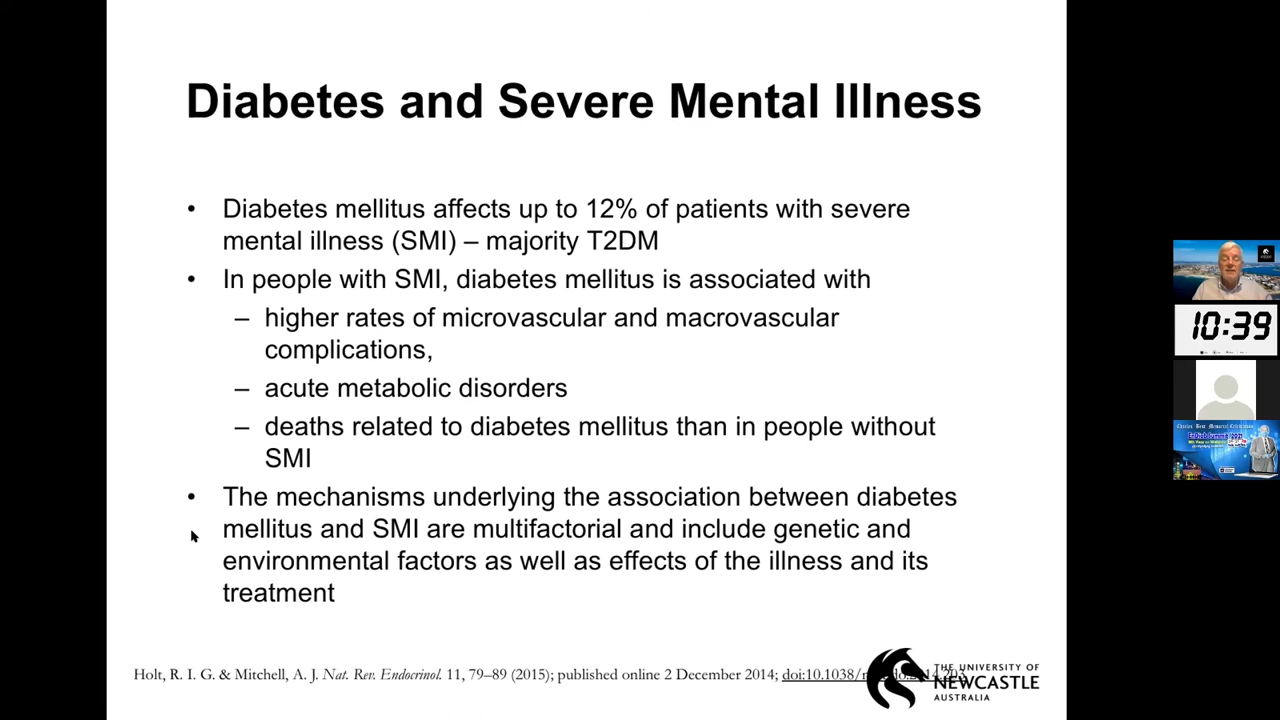 Diabetes and Severe Mental Illness
• Diabetes mellitus affects up to 12% of patients with severe
mental illness (SMI) – majority T2DM
• In people with SMI, diabetes mellitus is associated with
– higher rates of microvascular and macrovascular
complications,
– acute metabolic disorders
– deaths related to diabetes mellitus than in people without
SMI
• The mechanisms underlying the association between diabetes
mellitus and SMI are multifactorial and include genetic and
environmental factors as well as effects of the illness and its
treatment
Holt, R. I. G. & Mitchell, A. J. Nat. Rev. Endocrinol. 11, 79–89 (2015); published online 2 December 2014;
THE UNIVERSITY OF
NEWCASTLE
AUSTRALIA
10:39
Charles Best Memorial Celebration